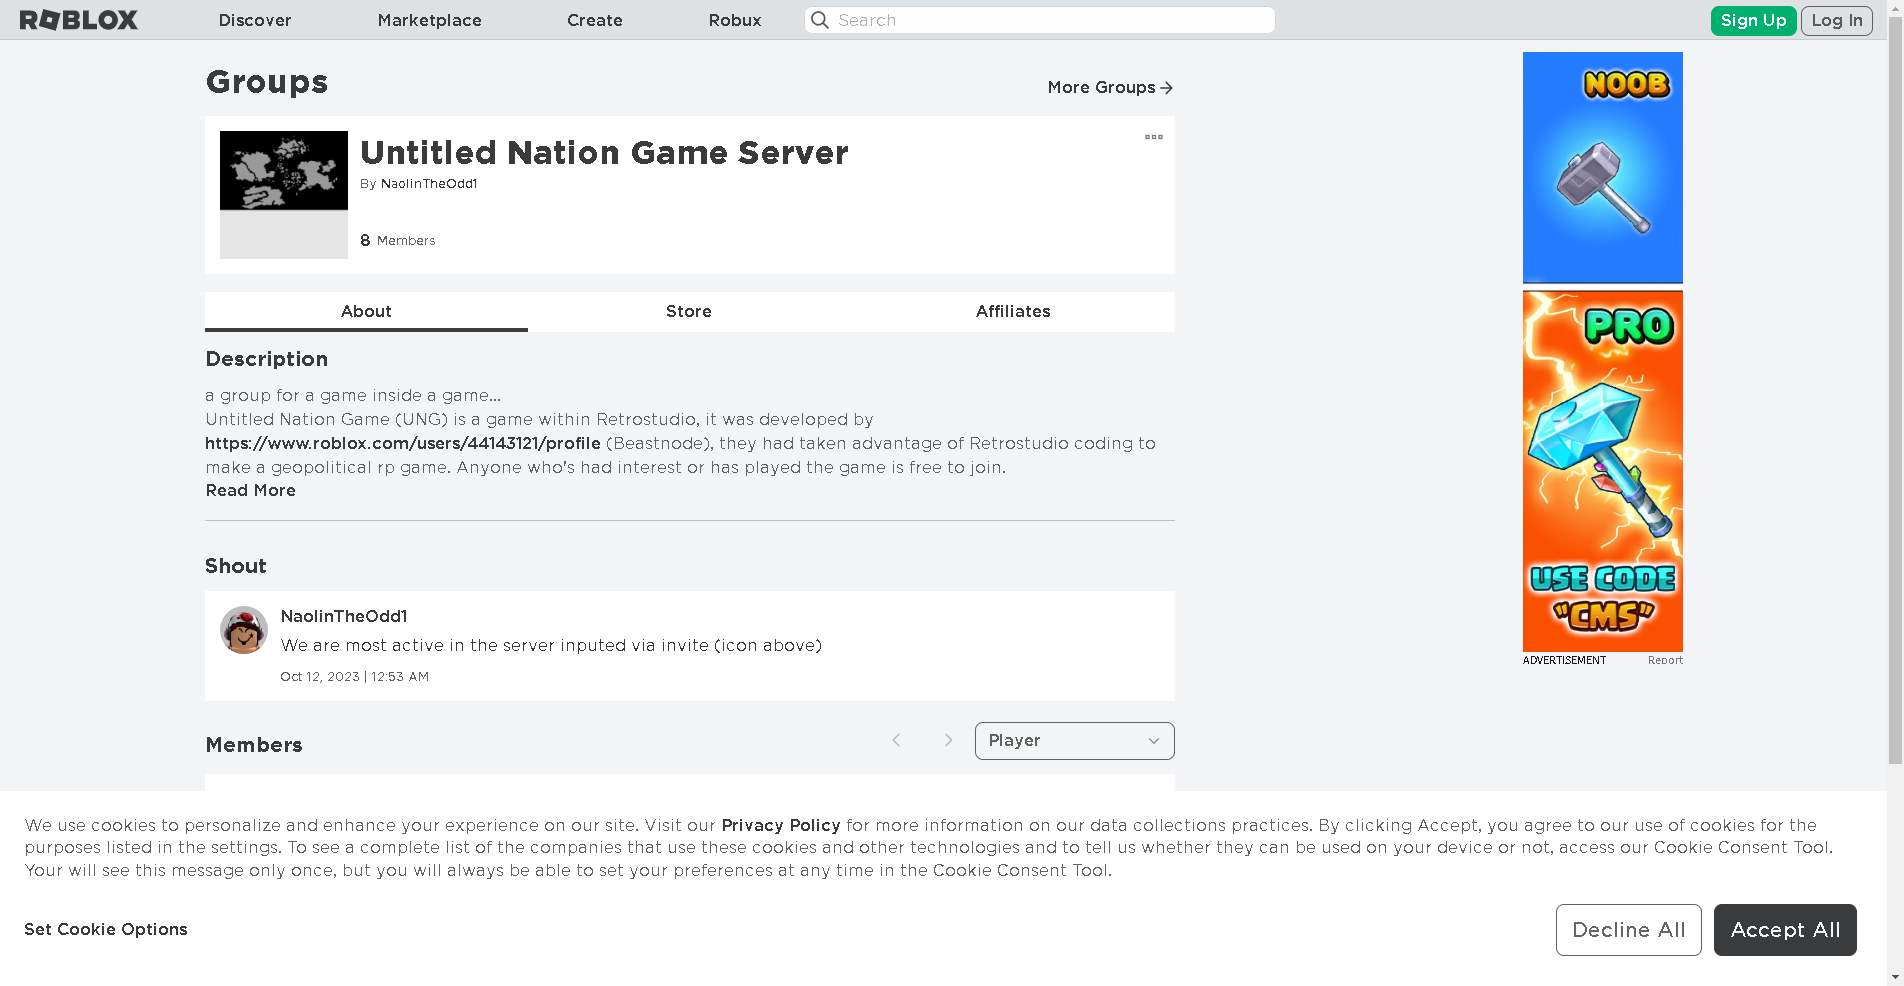 ROBLOX Discover Marketplace Create Robux Search Sign Up Log In
Groups
More Groups
Untitled Nation Game Server
By NaolinTheOdd1
8 Members
About Store Affiliates
Description
a group for a game inside a game...
Untitled Nation Game (UNG) is a game within Retrostudio, it was developed by
https://www.roblox.com/users/44143121/profile (Beastnode), they had taken advantage of Retrostudio coding to
make a geopolitical rp game. Anyone who's had interest or has played the game is free to join.
Read More
Shout
NaolinTheOdd1
We are most active in the server inputed via invite (icon above)
Oct 12, 2023 | 12:53 AM
Members
Player
NOOB
PRO
USE CODE
"CMS"
ADVERTISEMENT Report
We use cookies to personalize and enhance your experience on our site. Visit our Privacy Policy for more information on our data collections practices. By clicking Accept, you agree to our use of cookies for the
purposes listed in the settings. To see a complete list of the companies that use these cookies and other technologies and to tell us whether they can be used on your device or not, access our Cookie Consent Tool.
Your will see this message only once, but you will always be able to set your preferences at any time in the Cookie Consent Tool.
Set Cookie Options
Decline All
Accept All